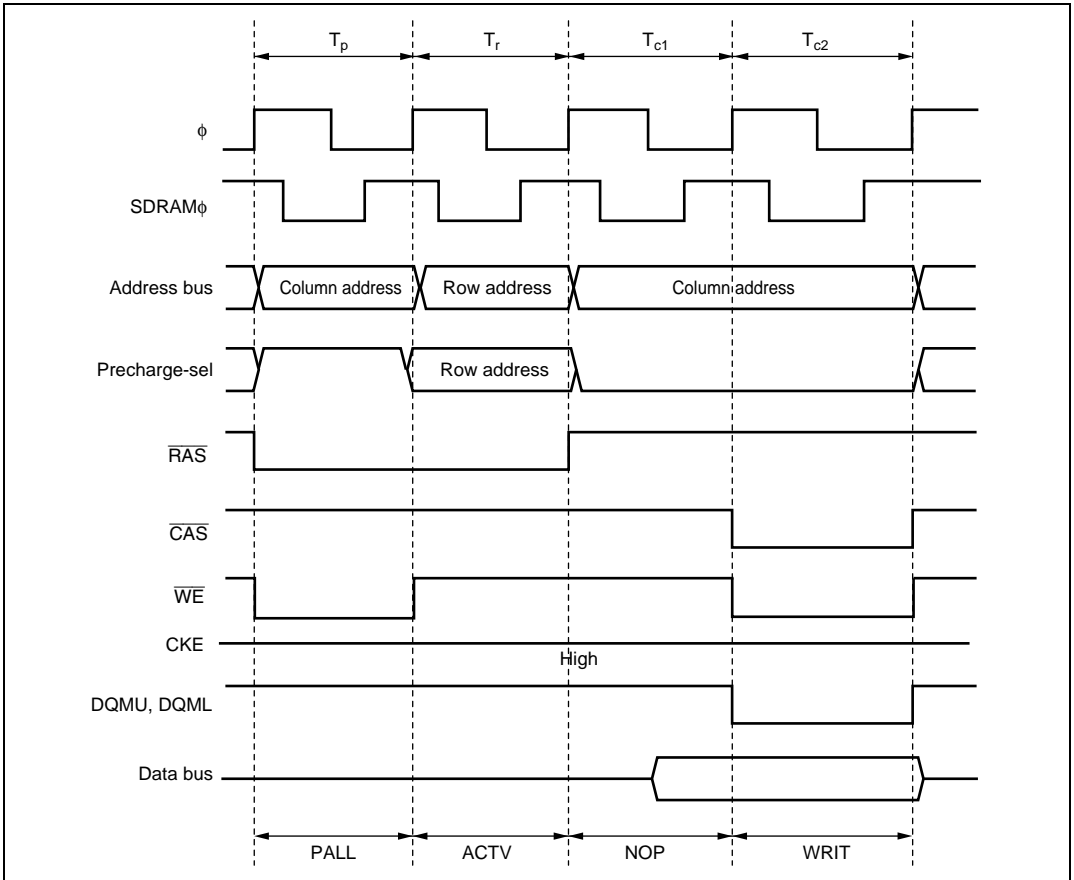 Tp Tr Tc1 Tc2
ϕ
SDRAMϕ
Address bus Column address Row address Column address
Precharge-sel Row address
RAS
CAS
WE
CKE
High
DQMU, DQML
Data bus
PALL ACTV NOP WRIT